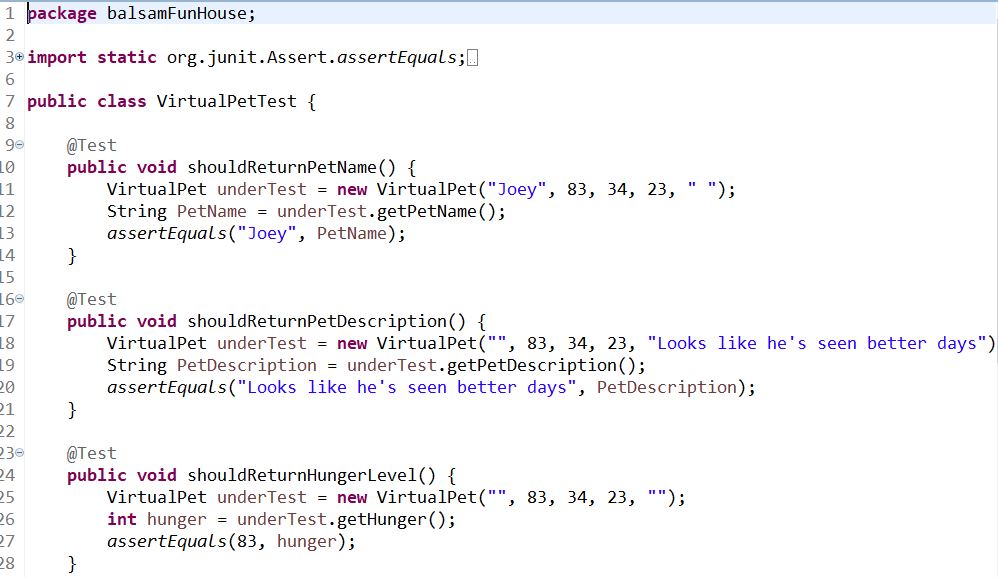 1 package balsamFunHouse;
2
3 import static org.junit.Assert.assertEquals;
6
7 public class VirtualPetTest {
8
9 @Test
10 public void shouldReturnPetName() {
11 VirtualPet underTest = new VirtualPet("Joey", 83, 34, 23, " ");
12 String PetName = underTest.getPetName();
13 assertEquals("Joey", PetName);
14 }
15
16 @Test
17 public void shouldReturnPetDescription() {
18 VirtualPet underTest = new VirtualPet("", 83, 34, 23, "Looks like he's seen better days")
19 String PetDescription = underTest.getPetDescription();
20 assertEquals("Looks like he's seen better days", PetDescription);
21 }
22
23 @Test
24 public void shouldReturnHungerLevel() {
25 VirtualPet underTest = new VirtualPet("", 83, 34, 23, "");
26 int hunger = underTest.getHunger();
27 assertEquals(83, hunger);
28 }